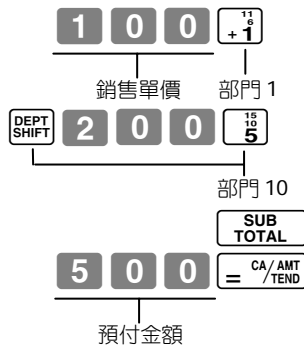 1 0 0 11 6 +1
銷售單價 部門 1
DEPT SHIFT 2 0 0 15 10 5
部門 10
SUB TOTAL
5 0 0 = CA/AMT /TEND
預付金額